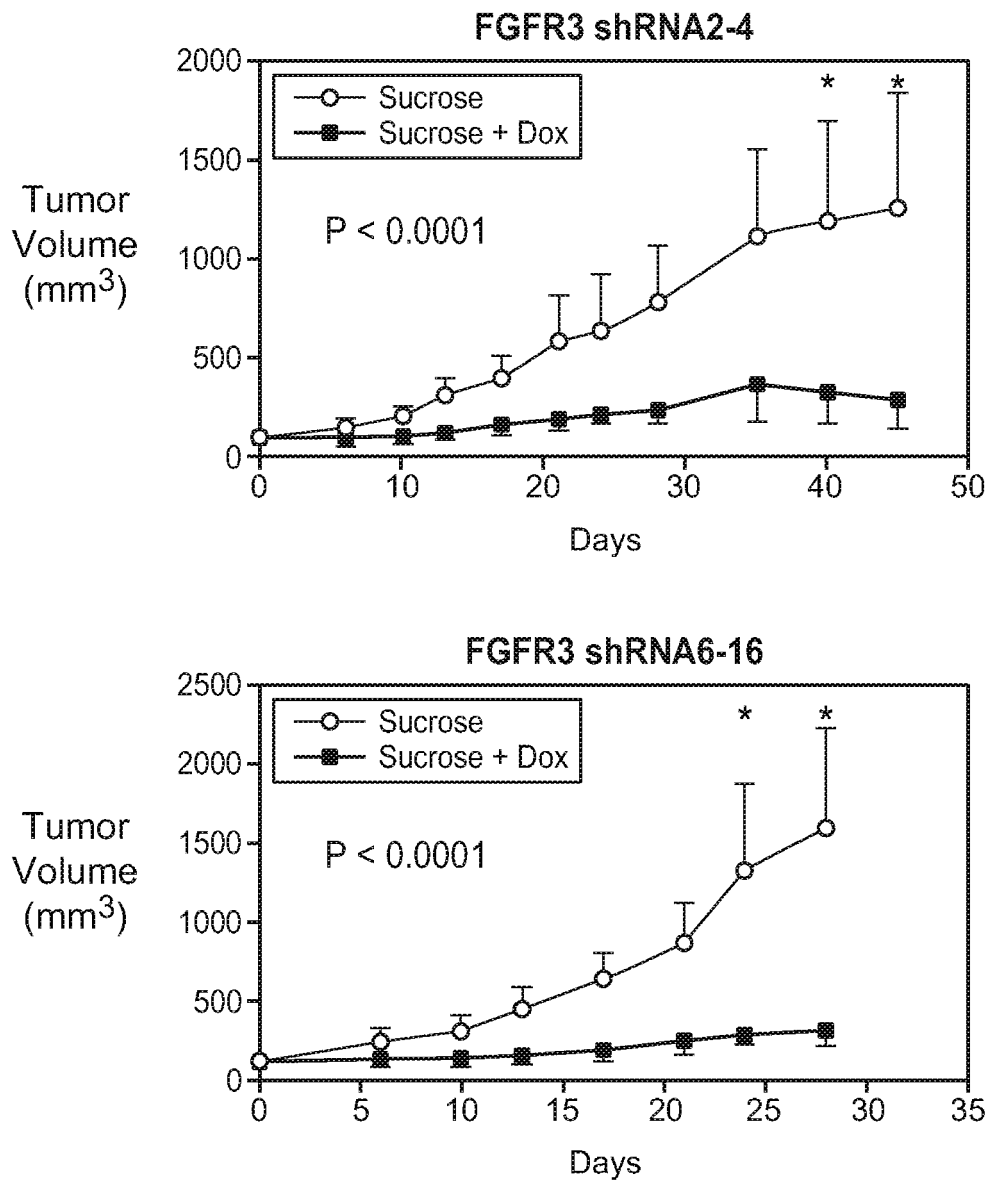 FGFR3 shRNA2-4
2000
1500
1000
500
0
Tumor
Volume
(mm3)
Sucrose
Sucrose + Dox
P < 0.0001
* *
0 10 20 30 40 50
Days
FGFR3 shRNA6-16
2500
2000
1500
1000
500
0
Tumor
Volume
(mm3)
Sucrose
Sucrose + Dox
P < 0.0001
* *
0 5 10 15 20 25 30 35
Days